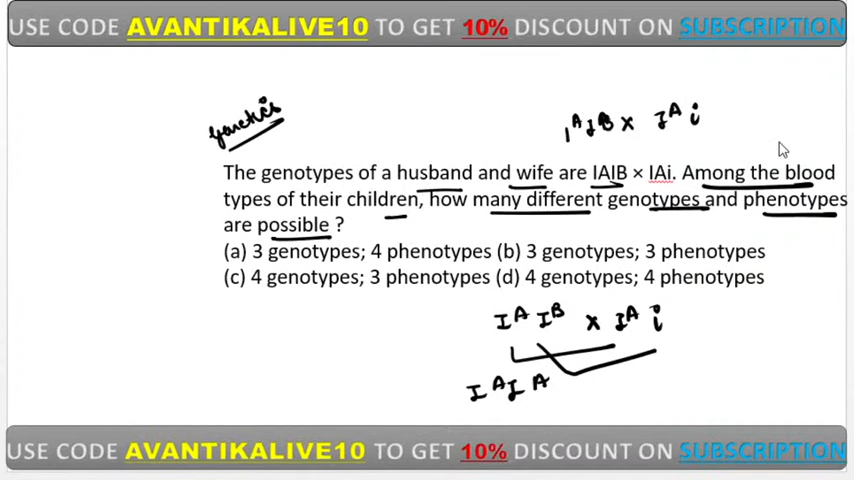 USE CODE AVANTIKALIVE10 TO GET 10% DISCOUNT ON SUBSCRIPTION
Genetics
IAIB x IAi
The genotypes of a husband and wife are IAIB × IAi. Among the blood
types of their children, how many different genotypes and phenotypes
are possible ?
(a) 3 genotypes; 4 phenotypes (b) 3 genotypes; 3 phenotypes
(c) 4 genotypes; 3 phenotypes (d) 4 genotypes; 4 phenotypes
IAIB x IAi
IAIA
USE CODE AVANTIKALIVE10 TO GET 10% DISCOUNT ON SUBSCRIPTION